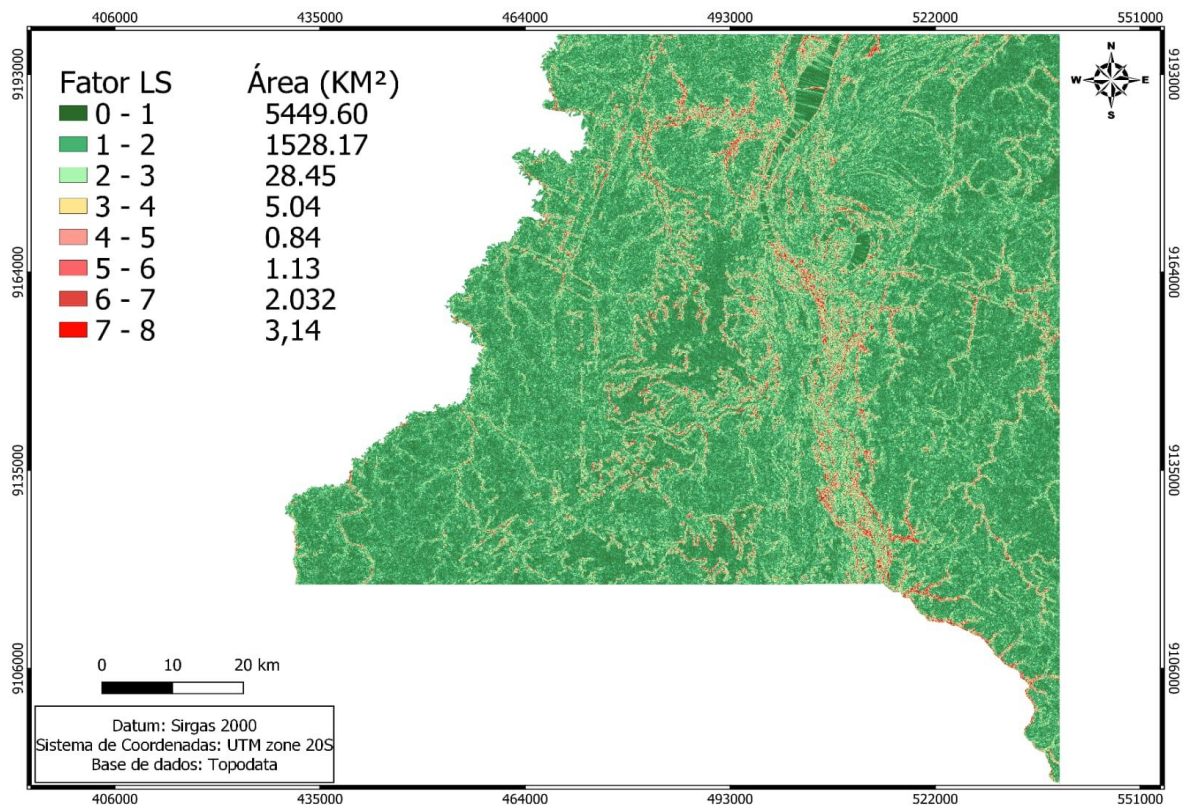 406000 435000 464000 493000 522000 551000
9193000 9193000
9164000 9164000
9135000 9135000
9106000 9106000
N
W E
S
Fator LS Área (KM²)
0 - 1 5449.60
1 - 2 1528.17
2 - 3 28.45
3 - 4 5.04
4 - 5 0.84
5 - 6 1.13
6 - 7 2.032
7 - 8 3,14
0 10 20 km
Datum: Sirgas 2000
Sistema de Coordenadas: UTM zone 20S
Base de dados: Topodata
406000 435000 464000 493000 522000 551000